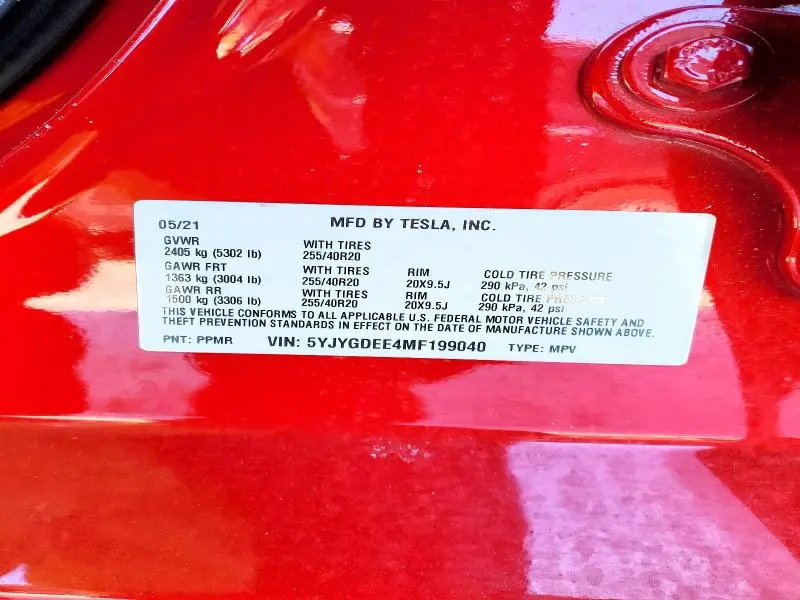 05/21 MFD BY TESLA, INC.
GVWR WITH TIRES
2405 kg (5302 lb) 255/40R20
GAWR FRT WITH TIRES RIM COLD TIRE PRESSURE
1363 kg (3004 lb) 255/40R20 20X9.5J 290 kPa, 42 psi
GAWR RR WITH TIRES RIM COLD TIRE PRESSURE
1500 kg (3306 lb) 255/40R20 20X9.5J 290 kPa, 42 psi
THIS VEHICLE CONFORMS TO ALL APPLICABLE U.S. FEDERAL MOTOR VEHICLE SAFETY AND
THEFT PREVENTION STANDARDS IN EFFECT ON THE DATE OF MANUFACTURE SHOWN ABOVE.
PNT: PPMR VIN: 5YJYGDEE4MF199040 TYPE: MPV